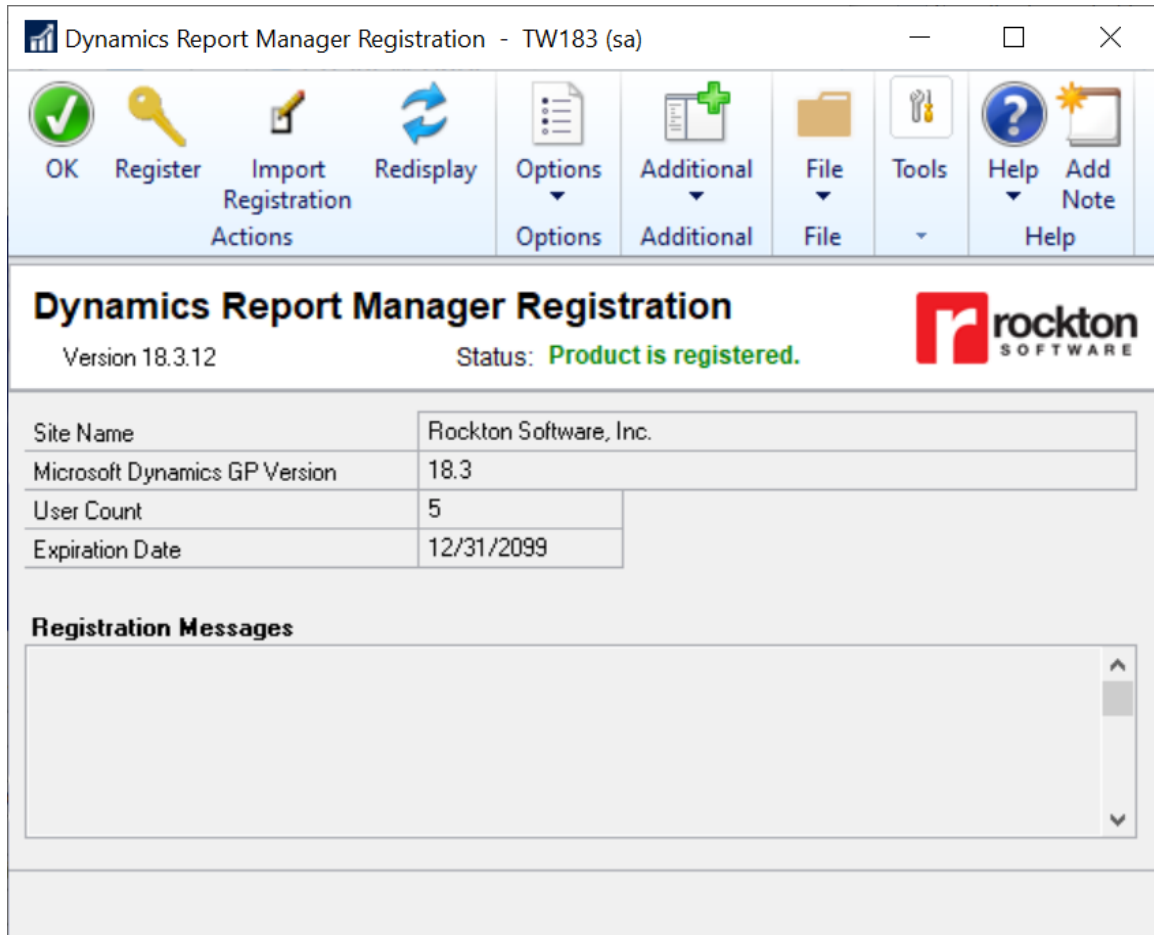 Dynamics Report Manager Registration - TW183 (sa)
OK Register Import Registration Redisplay Options Additional File Tools Help Add Note
Actions Options Additional File Help
Dynamics Report Manager Registration
Version 18.3.12 Status: Product is registered.
rockton
SOFTWARE
Site Name Rockton Software, Inc.
Microsoft Dynamics GP Version 18.3
User Count 5
Expiration Date 12/31/2099
Registration Messages